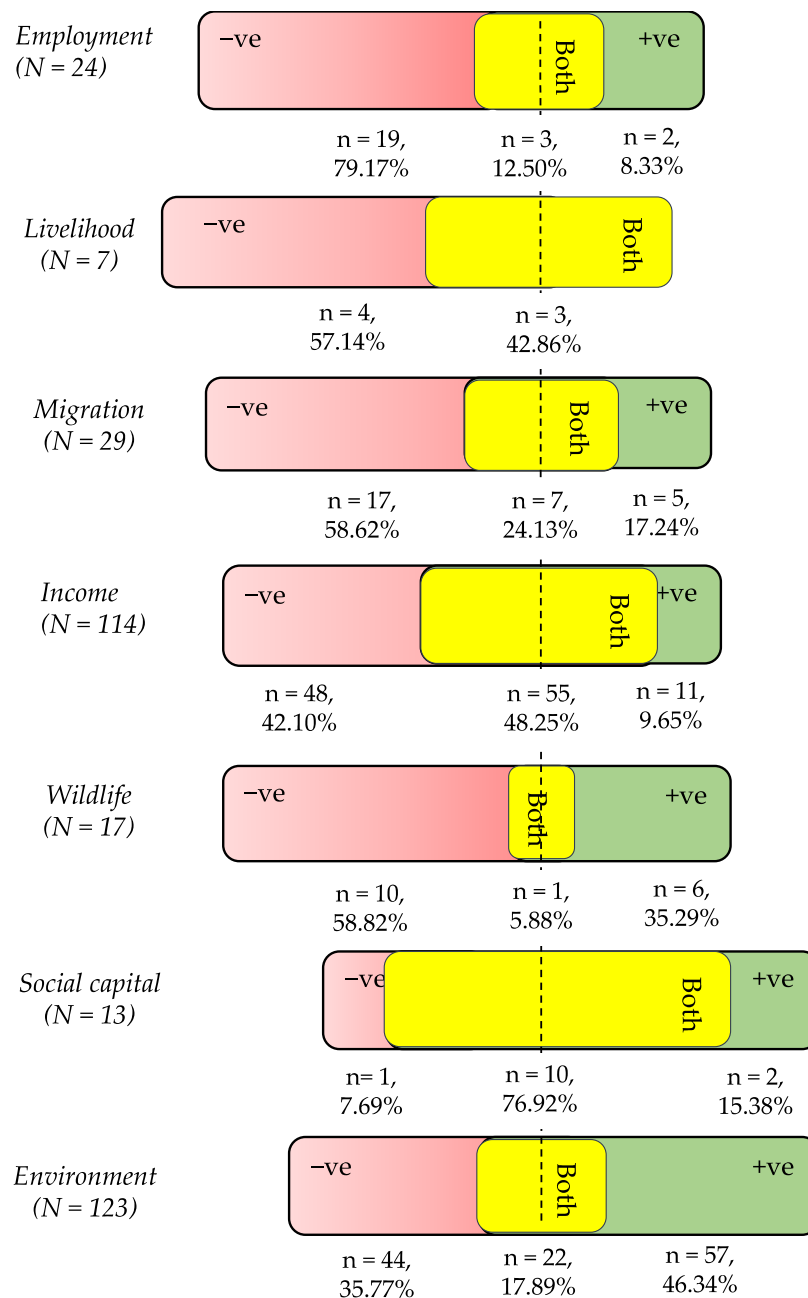 Employment
(N = 24)
−ve
Both
+ve
n = 19,
79.17%
n = 3,
12.50%
n = 2,
8.33%
Livelihood
(N = 7)
−ve
Both
n = 4,
57.14%
n = 3,
42.86%
Migration
(N = 29)
−ve
Both
+ve
n = 17,
58.62%
n = 7,
24.13%
n = 5,
17.24%
Income
(N = 114)
−ve
Both
+ve
n = 48,
42.10%
n = 55,
48.25%
n = 11,
9.65%
Wildlife
(N = 17)
−ve
Both
+ve
n = 10,
58.82%
n = 1,
5.88%
n = 6,
35.29%
Social capital
(N = 13)
−ve
Both
+ve
n= 1,
7.69%
n = 10,
76.92%
n = 2,
15.38%
Environment
(N = 123)
−ve
Both
+ve
n = 44,
35.77%
n = 22,
17.89%
n = 57,
46.34%